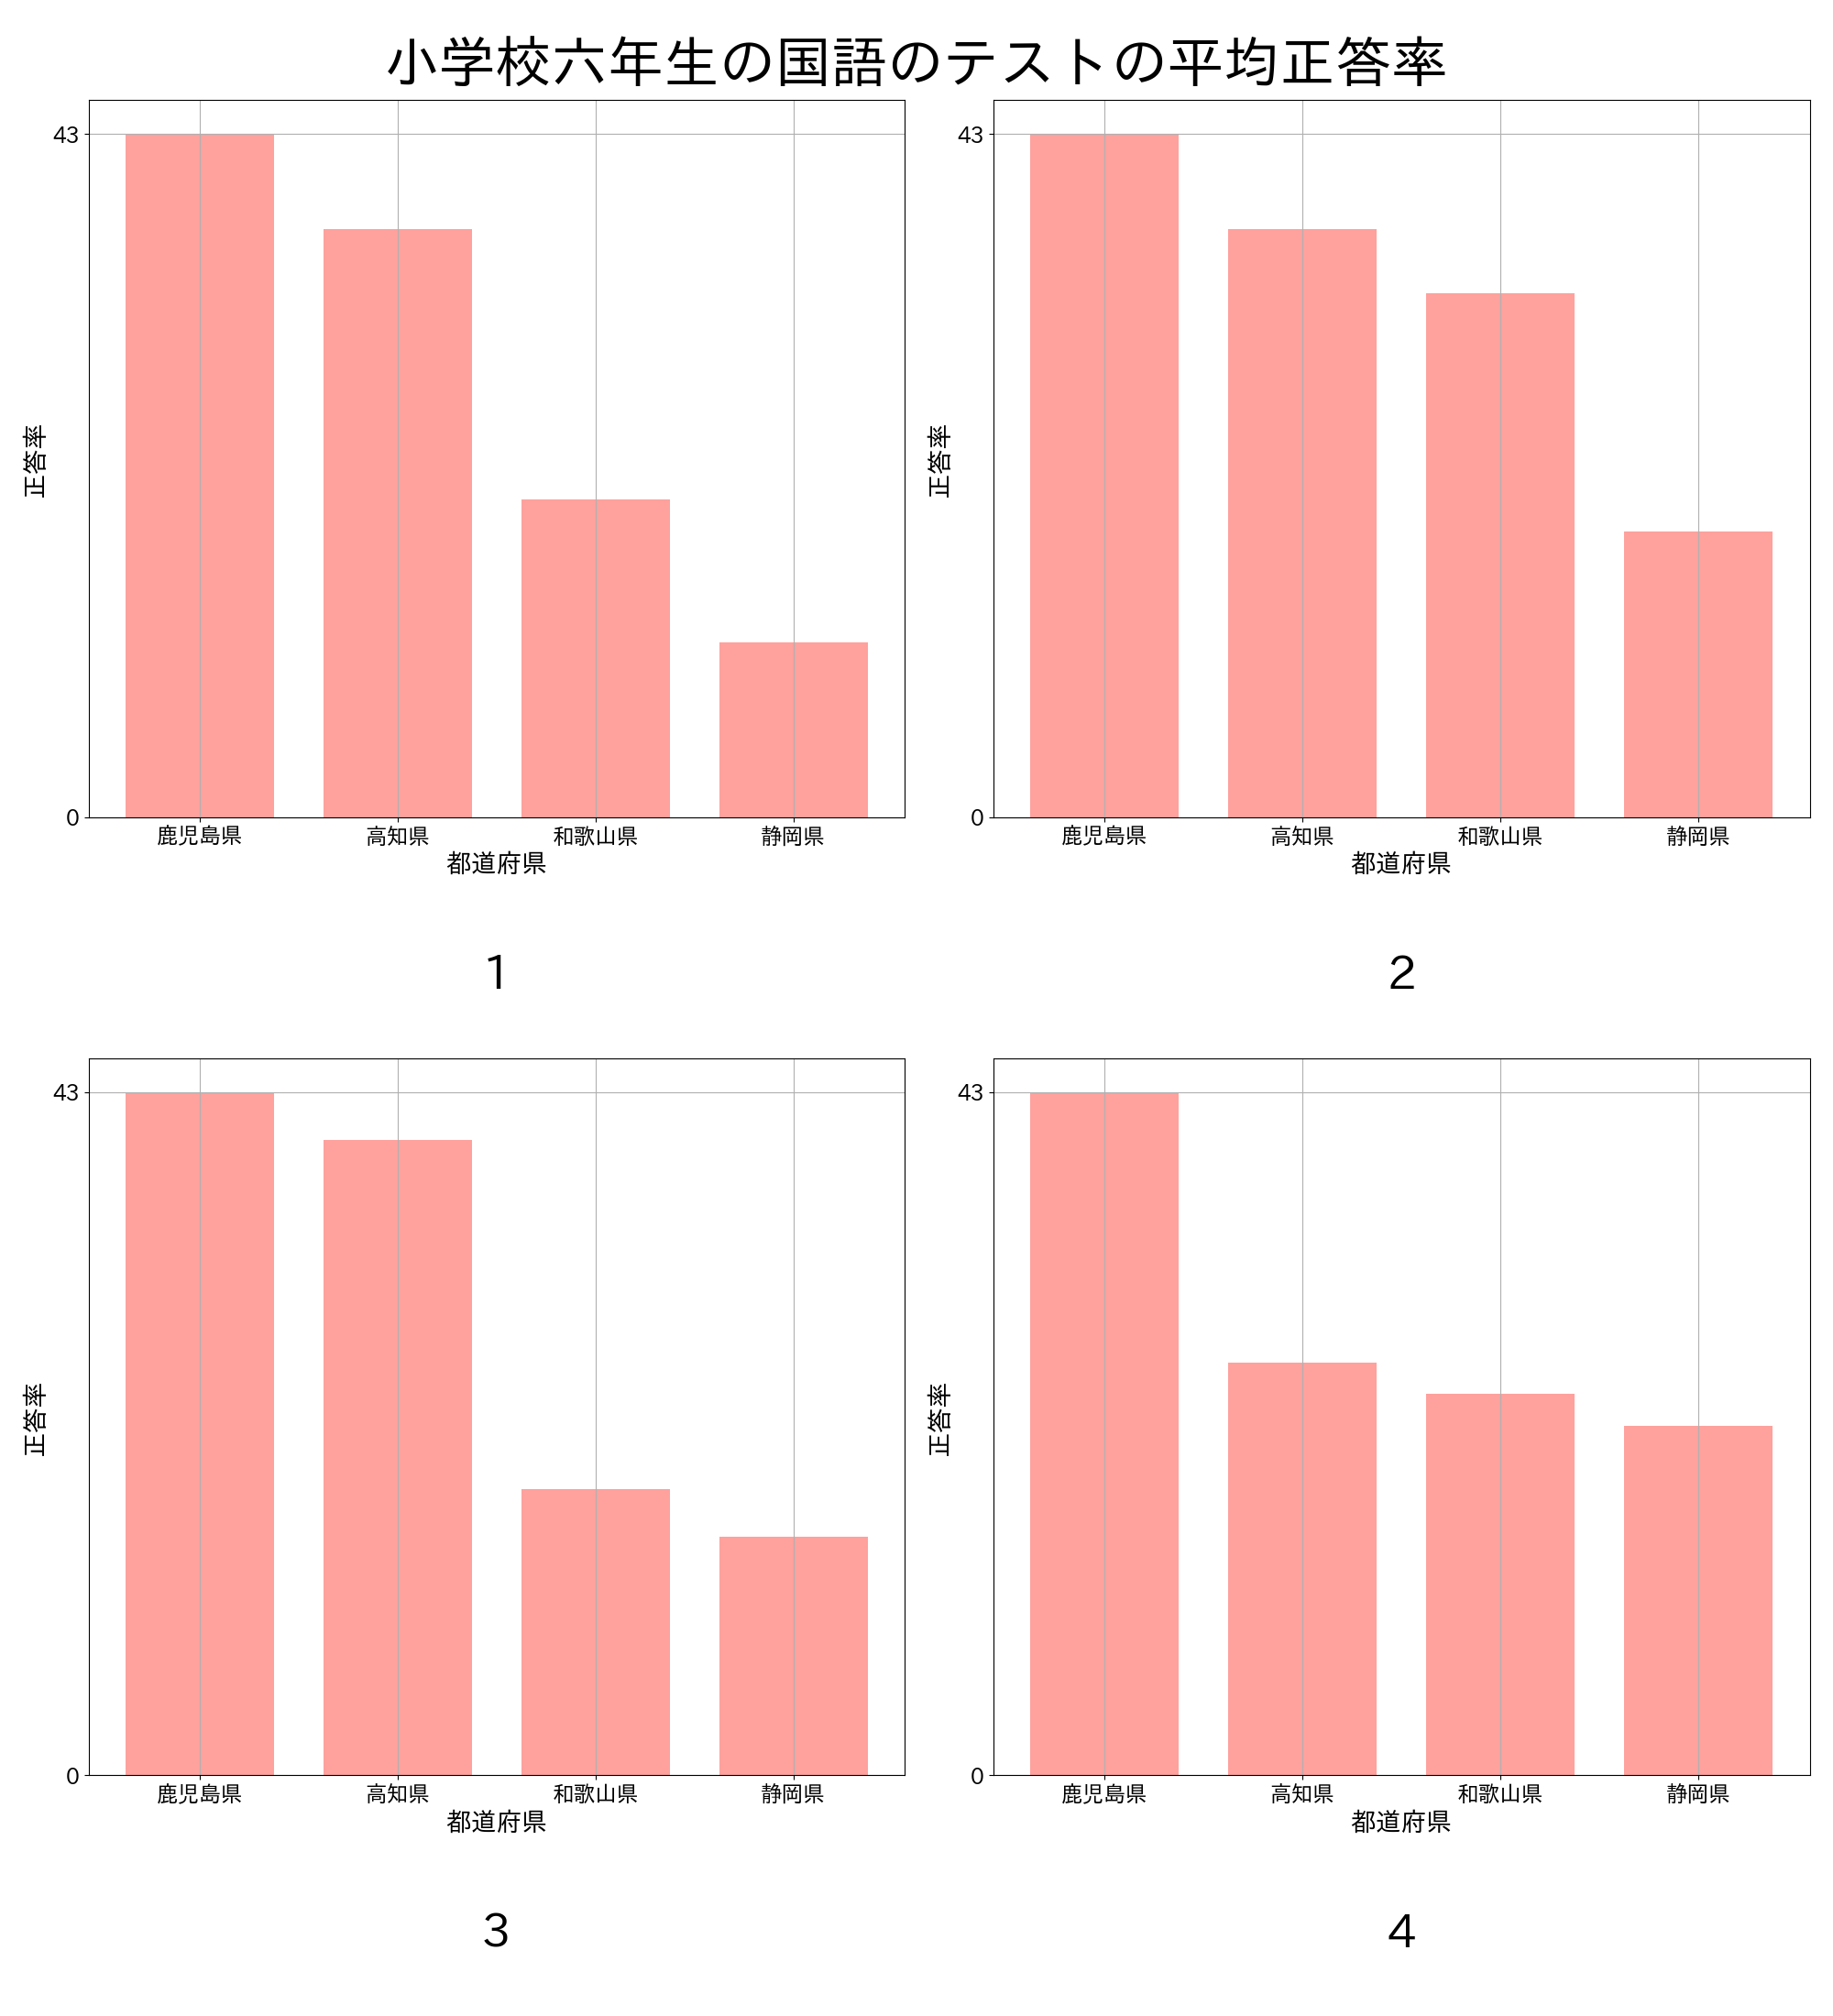 小学校六年生の国語のテストの平均正答率
43
正答率
0
鹿児島県 高知県 和歌山県 静岡県
都道府県
1
43
正答率
0
鹿児島県 高知県 和歌山県 静岡県
都道府県
2
43
正答率
0
鹿児島県 高知県 和歌山県 静岡県
都道府県
3
43
正答率
0
鹿児島県 高知県 和歌山県 静岡県
都道府県
4